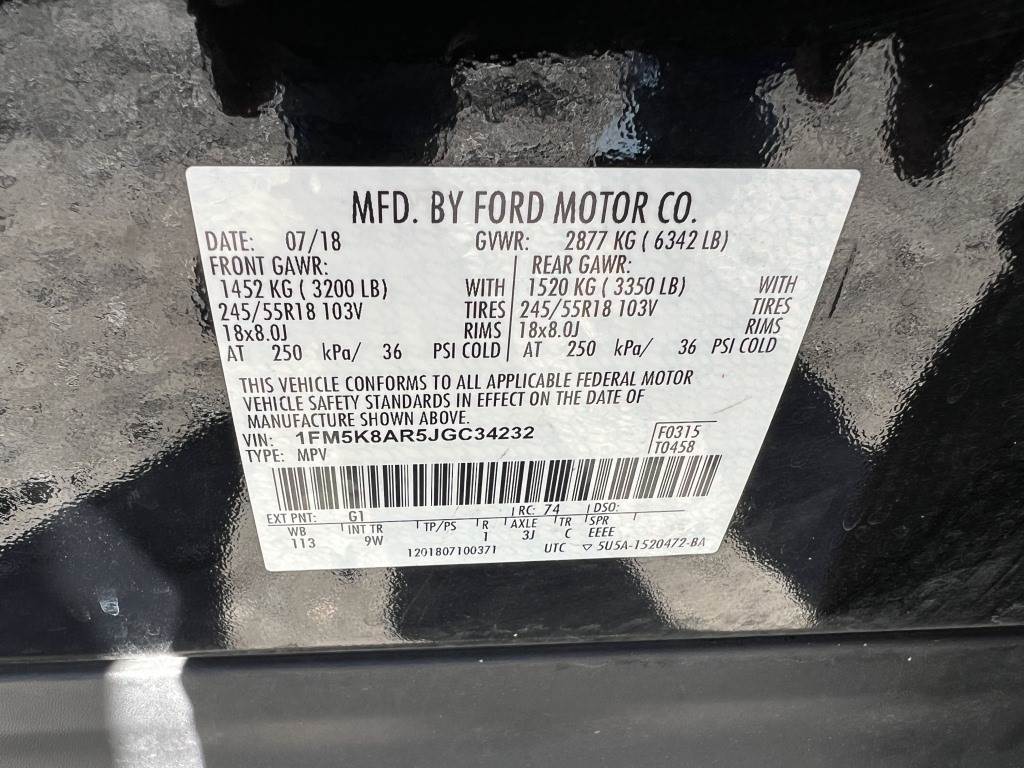 MFD. BY FORD MOTOR CO.
DATE: 07/18 GVWR: 2877 KG ( 6342 LB)
FRONT GAWR: REAR GAWR:
1452 KG ( 3200 LB) WITH 1520 KG ( 3350 LB) WITH
245/55R18 103V TIRES 245/55R18 103V TIRES
18x8.0J RIMS 18x8.0J RIMS
AT 250 kPa/ 36 PSI COLD AT 250 kPa/ 36 PSI COLD
THIS VEHICLE CONFORMS TO ALL APPLICABLE FEDERAL MOTOR
VEHICLE SAFETY STANDARDS IN EFFECT ON THE DATE OF
MANUFACTURE SHOWN ABOVE.
VIN: 1FM5K8AR5JGC34232 F0315
TYPE: MPV T0458
EXT PNT: G1 RC: 74 DSO:
WB INT TR TP/PS R AXLE TR SPR
113 9W 1 3J C EEEE
1201807100371 UTC ▽ 5U5A-1520472-BA